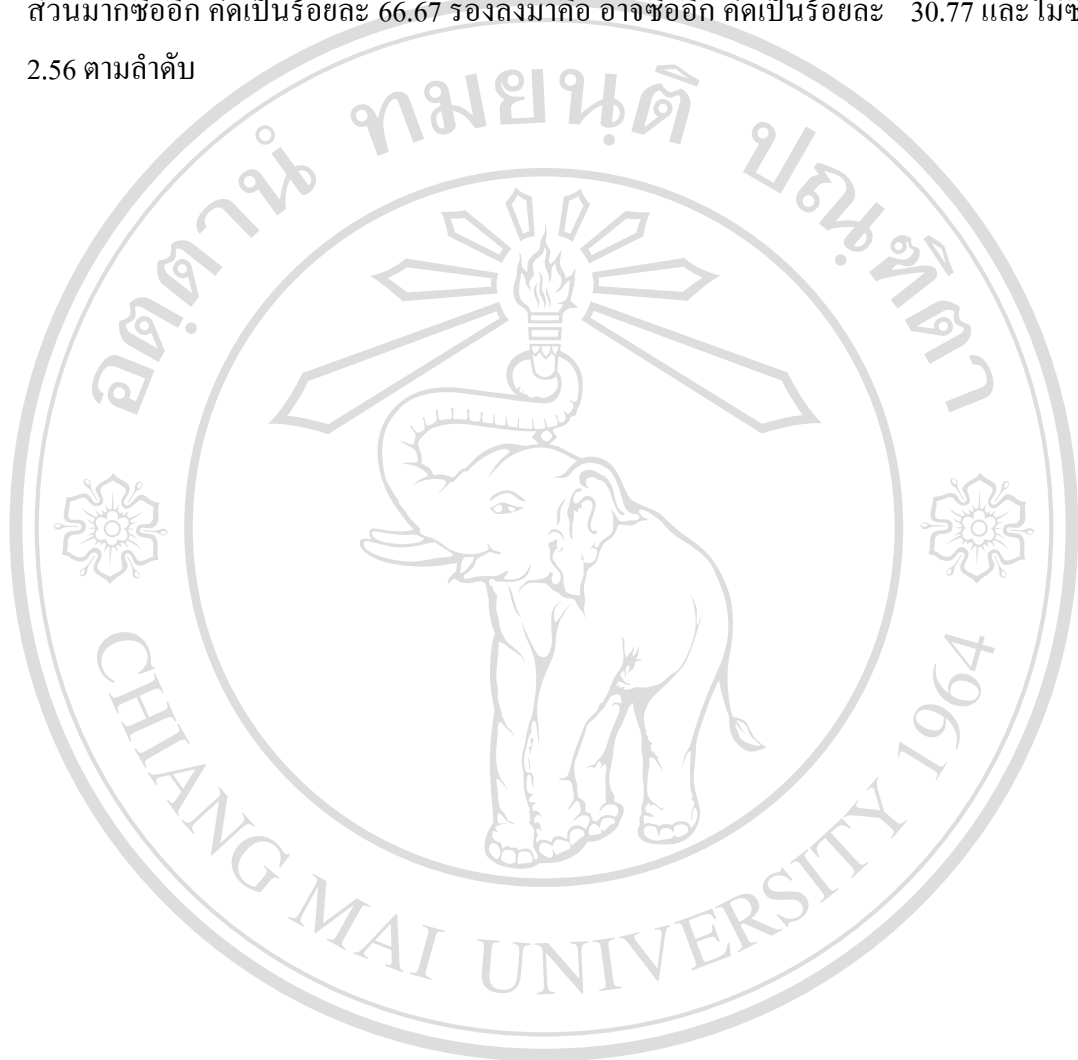 ส่วนมากซื้ออีก คิดเป็นร้อยละ 66.67 รองลงมาคือ อาจซื้ออีก คิดเป็นร้อยละ 30.77 และ
2.56 ตามลำดับ
อตฺตานํ ทมยนฺติ ปณฺฑิตา
CHIANG MAI UNIVERSITY 1964